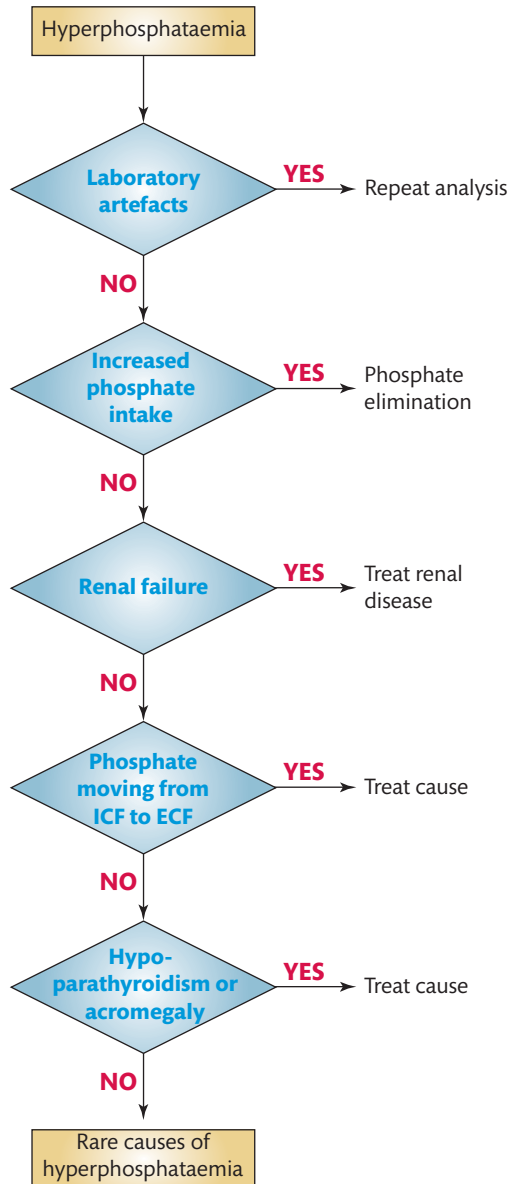 Hyperphosphataemia
Laboratory
artefacts
YES
Repeat analysis
NO
Increased
phosphate
intake
YES
Phosphate
elimination
NO
Renal failure
YES
Treat renal
disease
NO
Phosphate
moving from
ICF to ECF
YES
Treat cause
NO
Hypo-
parathyroidism or
acromegaly
YES
Treat cause
NO
Rare causes of
hyperphosphataemia